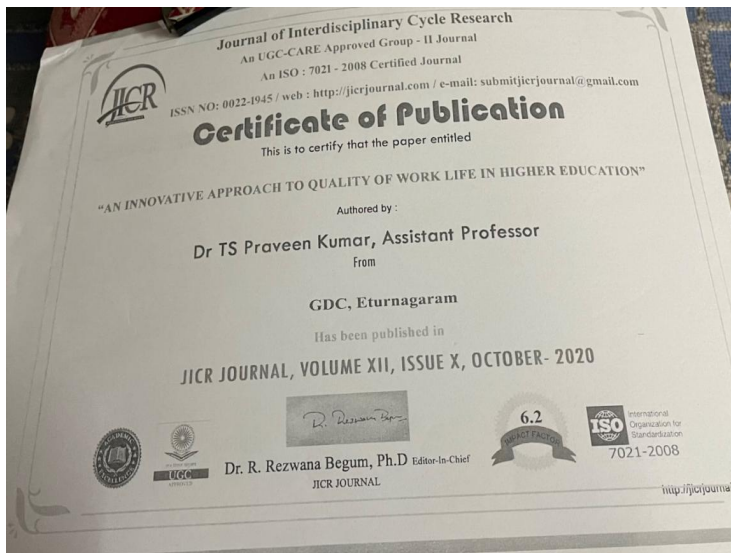 Journal of Interdisciplinary Cycle Research
An UGC-CARE Approved Group - II Journal
An ISO : 7021 - 2008 Certified Journal
JICR
ISSN NO: 0022-1945 / web : http://jicrjournal.com / e-mail: submitjicrjournal@gmail.com
Certificate of Publication
This is to certify that the paper entitled
“AN INNOVATIVE APPROACH TO QUALITY OF WORK LIFE IN HIGHER EDUCATION”
Authored by :
Dr TS Praveen Kumar, Assistant Professor
From
GDC, Eturnagaram
Has been published in
JICR JOURNAL, VOLUME XII, ISSUE X, OCTOBER- 2020
R. Rezwana Begum
6.2
IMPACT FACTOR
ISO
International
Organization for
Standardization
7021-2008
ACADEMIC
EXCELLENCE
UGC
APPROVED
Dr. R. Rezwana Begum, Ph.D Editor-In-Chief
JICR JOURNAL
http://jicrjourna